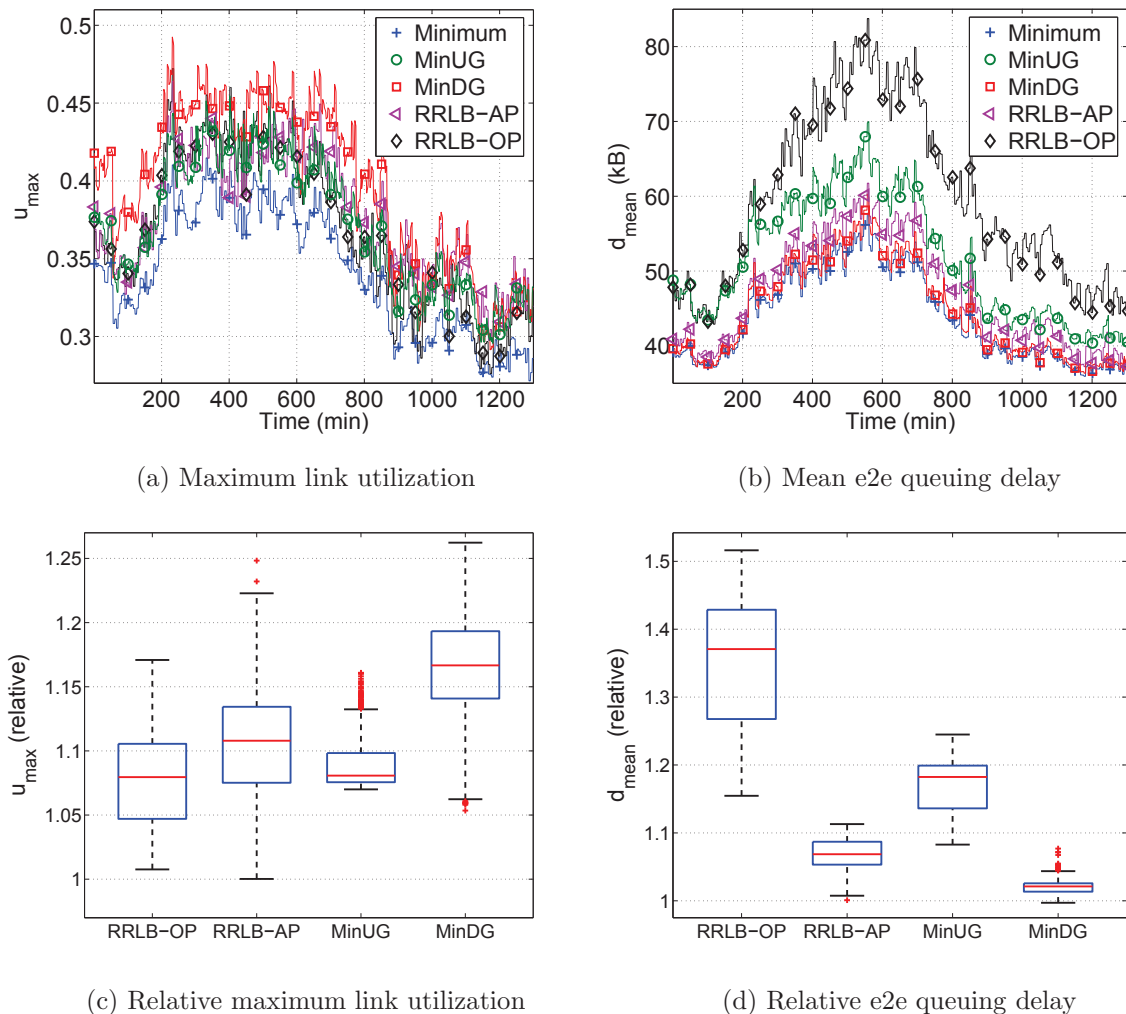 0.5
0.45
0.4
0.35
0.3
u_max
200 400 600 800 1000 1200
Time (min)
Minimum
MinUG
MinDG
RRLB−AP
RRLB−OP
(a) Maximum link utilization
80
70
60
50
40
d_mean (kB)
200 400 600 800 1000 1200
Time (min)
Minimum
MinUG
MinDG
RRLB−AP
RRLB−OP
(b) Mean e2e queuing delay
1.25
1.2
1.15
1.1
1.05
1
u_max (relative)
RRLB−OP RRLB−AP MinUG MinDG
(c) Relative maximum link utilization
1.5
1.4
1.3
1.2
1.1
1
d_mean (relative)
RRLB−OP RRLB−AP MinUG MinDG
(d) Relative e2e queuing delay